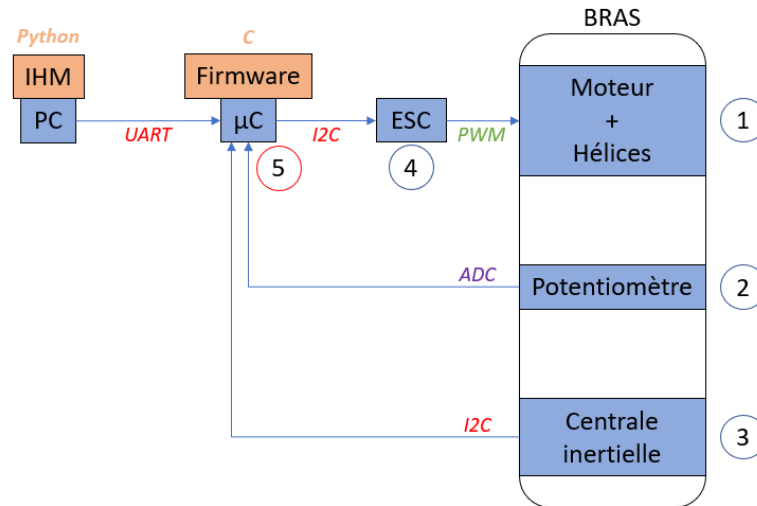 BRAS
Python
C
IHM
Firmware
Moteur
+
Hélices
PC
µC
ESC
1
UART
I2C
PWM
5
4
ADC
Potentiomètre
2
I2C
Centrale
inertielle
3